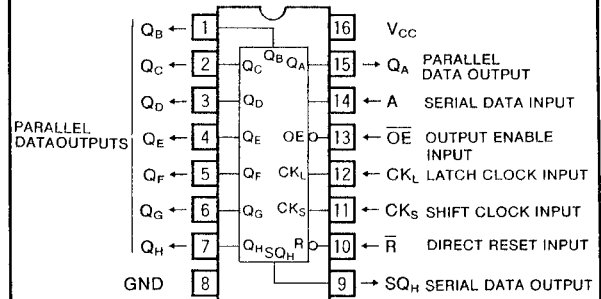 QB 1 16 VCC
QC 2 QC QB QA 15 QA PARALLEL DATA OUTPUT
QD 3 QD 14 A SERIAL DATA INPUT
PARALLEL DATAOUTPUTS
QE 4 QE OE 13 OE OUTPUT ENABLE INPUT
QF 5 QF CKL 12 CKL LATCH CLOCK INPUT
QG 6 QG CKS 11 CKS SHIFT CLOCK INPUT
QH 7 QH SQH R 10 R DIRECT RESET INPUT
GND 8 9 SQH SERIAL DATA OUTPUT